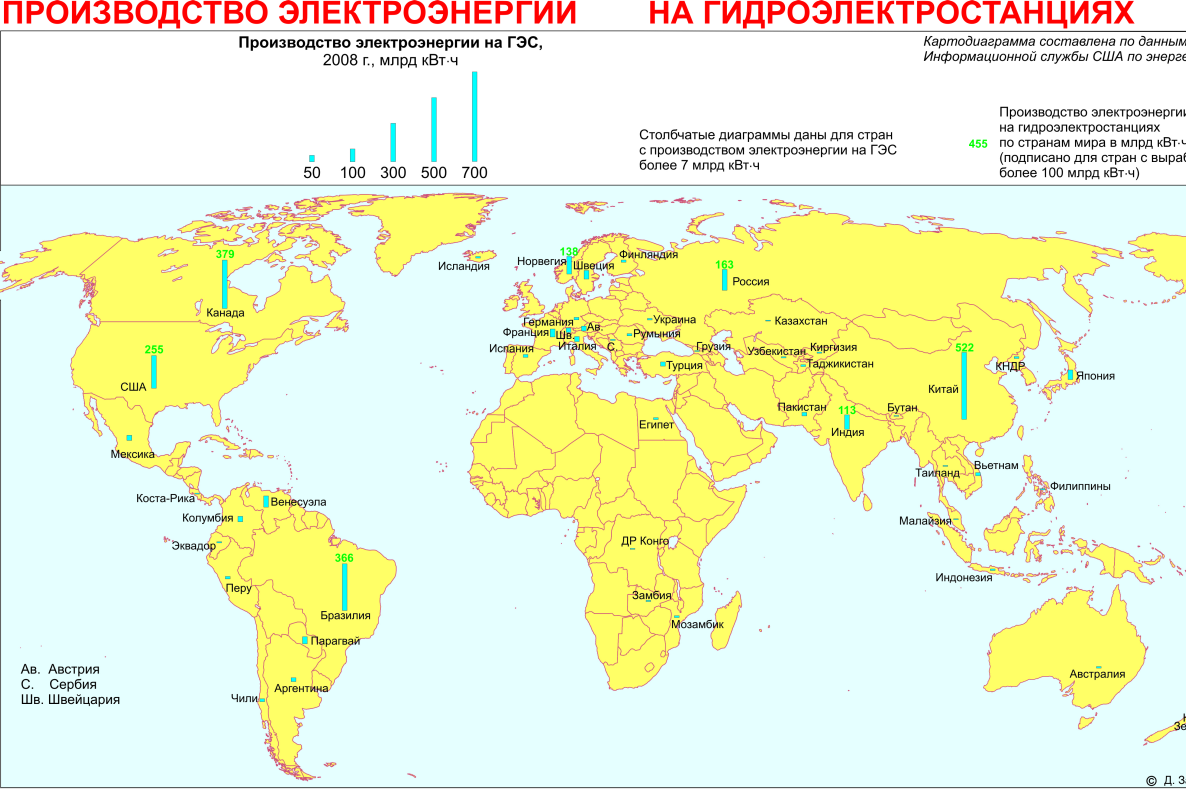 ПРОИЗВОДСТВО ЭЛЕКТРОЭНЕРГИИ НА ГИДРОЭЛЕКТРОСТАНЦИЯХ
Производство электроэнергии на ГЭС,
2008 г., млрд кВт·ч
50 100 300 500 700
Картодиаграмма составлена по данным
Информационной службы США по энерге
Столбчатые диаграммы даны для стран
с производством электроэнергии на ГЭС
более 7 млрд кВт·ч
455
Производство электроэнергии
на гидроэлектростанциях
по странам мира в млрд кВт·ч
(подписано для стран с выраб
более 100 млрд кВт·ч)
379
Канада
255
США
Мексика
Исландия
Норвегия
138
Швеция
Финляндия
163
Россия
Германия
Франция
Шв.
Ав.
Италия
Испания
С.
Украина
Румыния
Грузия
Турция
Казахстан
Узбекистан
Киргизия
Таджикистан
522
Китай
КНДР
Япония
Египет
Пакистан
113
Индия
Бутан
Таиланд
Вьетнам
Филиппины
Малайзия
Индонезия
Коста-Рика
Венесуэла
Колумбия
Эквадор
Перу
366
Бразилия
Парагвай
Аргентина
Чили
ДР Конго
Замбия
Мозамбик
Австралия
Ав. Австрия
С. Сербия
Шв. Швейцария
Зе
© Д. За